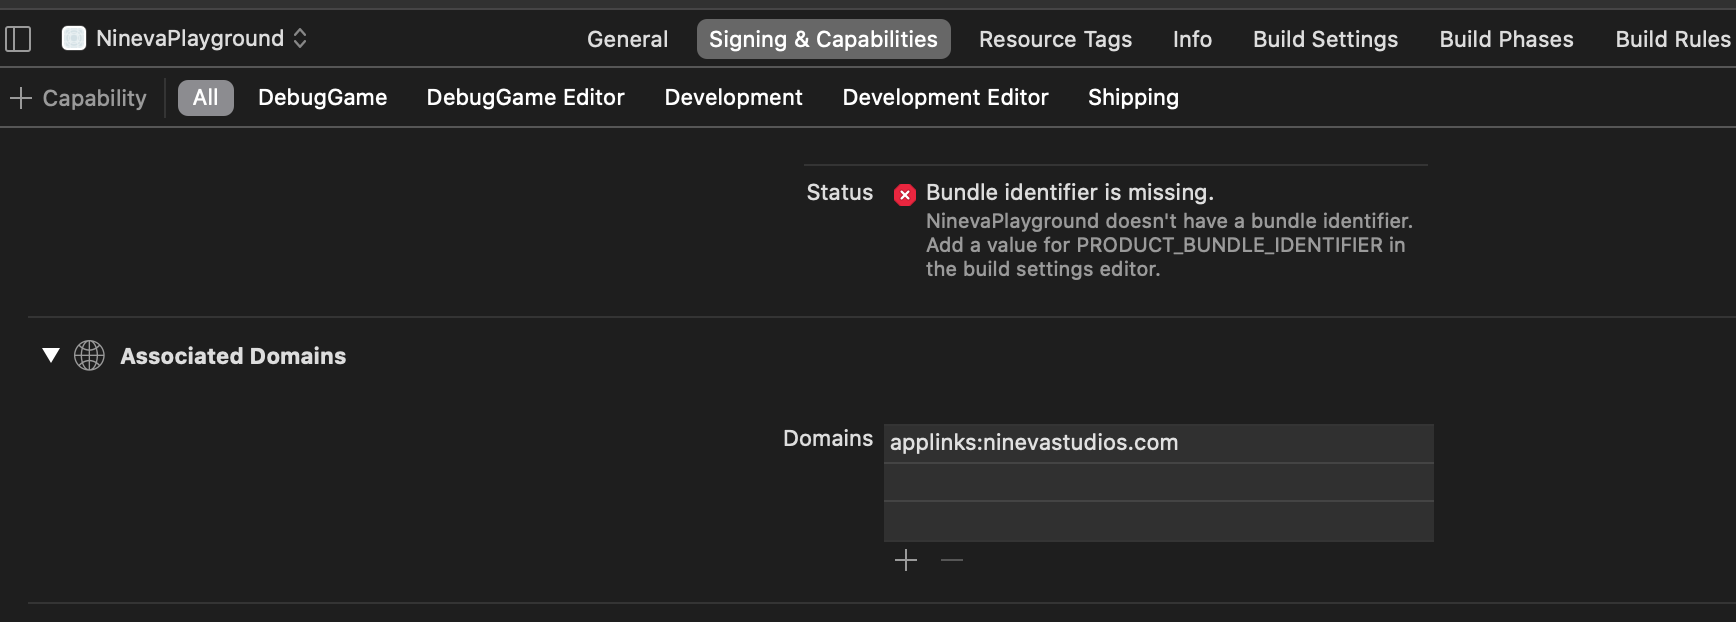 NinevaPlayground
General Signing & Capabilities Resource Tags Info Build Settings Build Phases Build Rules
Capability All DebugGame DebugGame Editor Development Development Editor Shipping
Status Bundle identifier is missing.
NinevaPlayground doesn't have a bundle identifier.
Add a value for PRODUCT_BUNDLE_IDENTIFIER in
the build settings editor.
Associated Domains
Domains applinks:ninevastudios.com